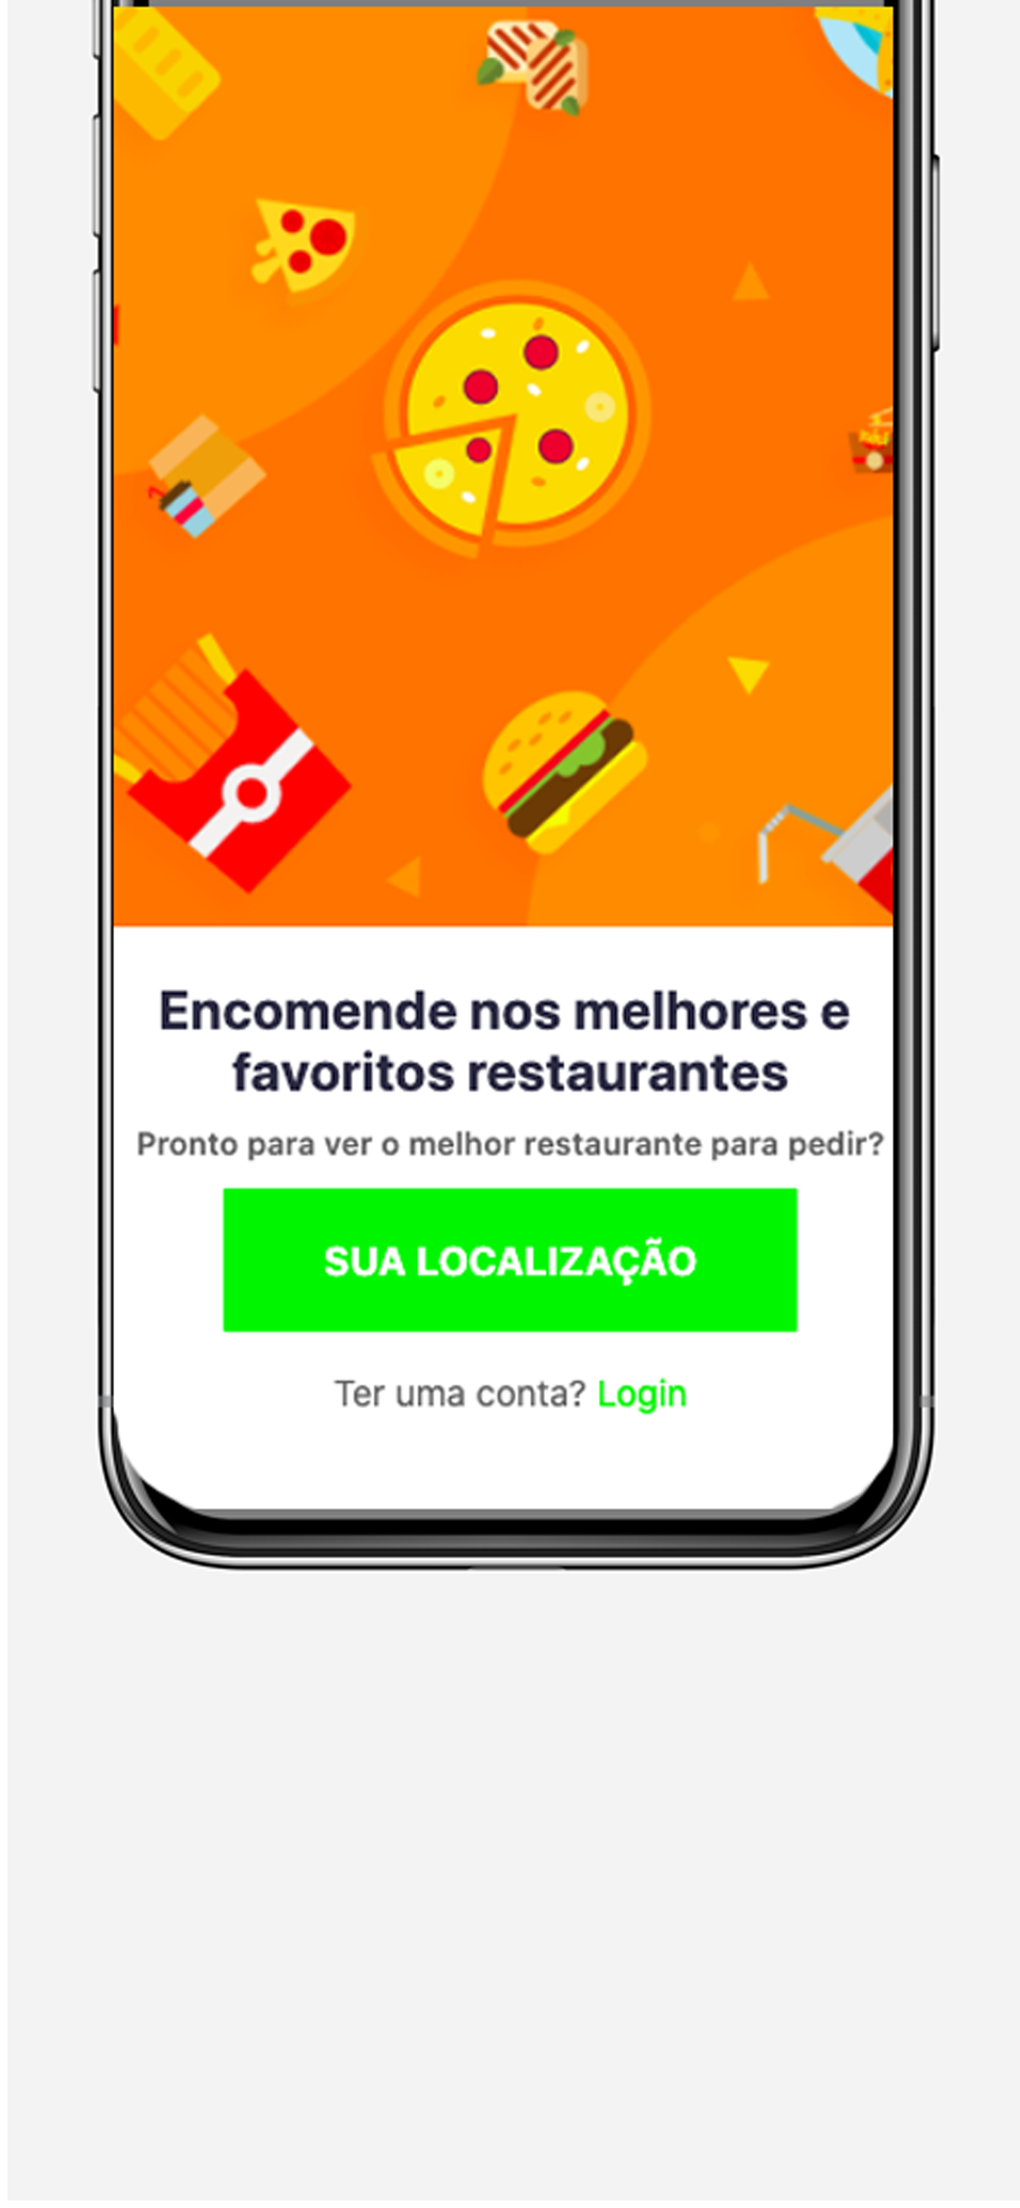 Encomende nos melhores e
favoritos restaurantes
Pronto para ver o melhor restaurante para pedir?
SUA LOCALIZAÇÃO
Ter uma conta? Login